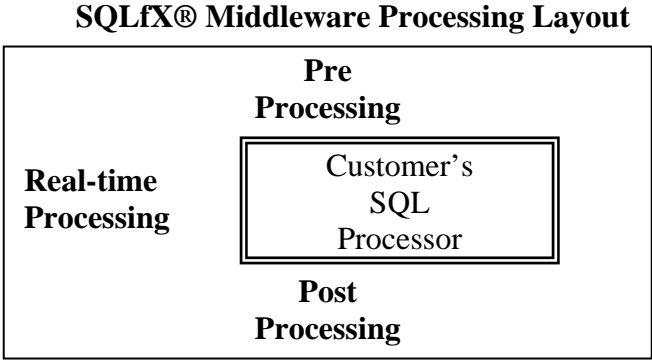 SQLfX® Middleware Processing Layout
Pre
Processing
Real-time
Processing
Customer’s
SQL
Processor
Post
Processing